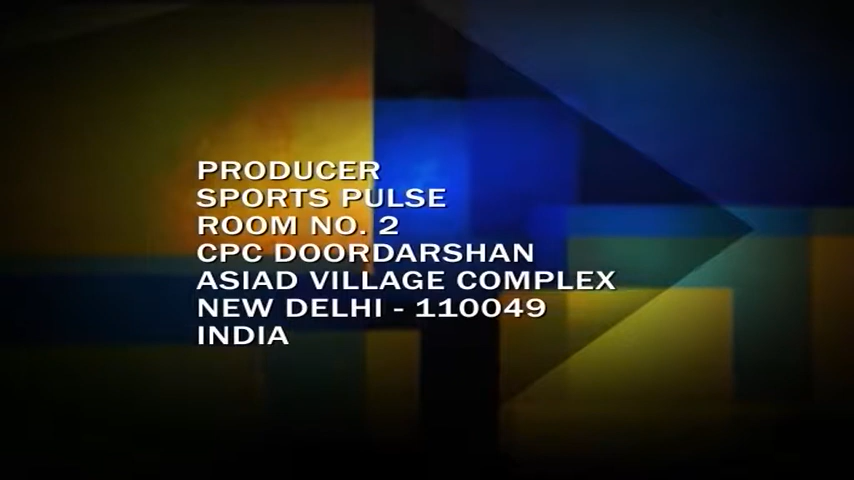 PRODUCER
SPORTS PULSE
ROOM NO. 2
CPC DOORDARSHAN
ASIAD VILLAGE COMPLEX
NEW DELHI - 110049
INDIA